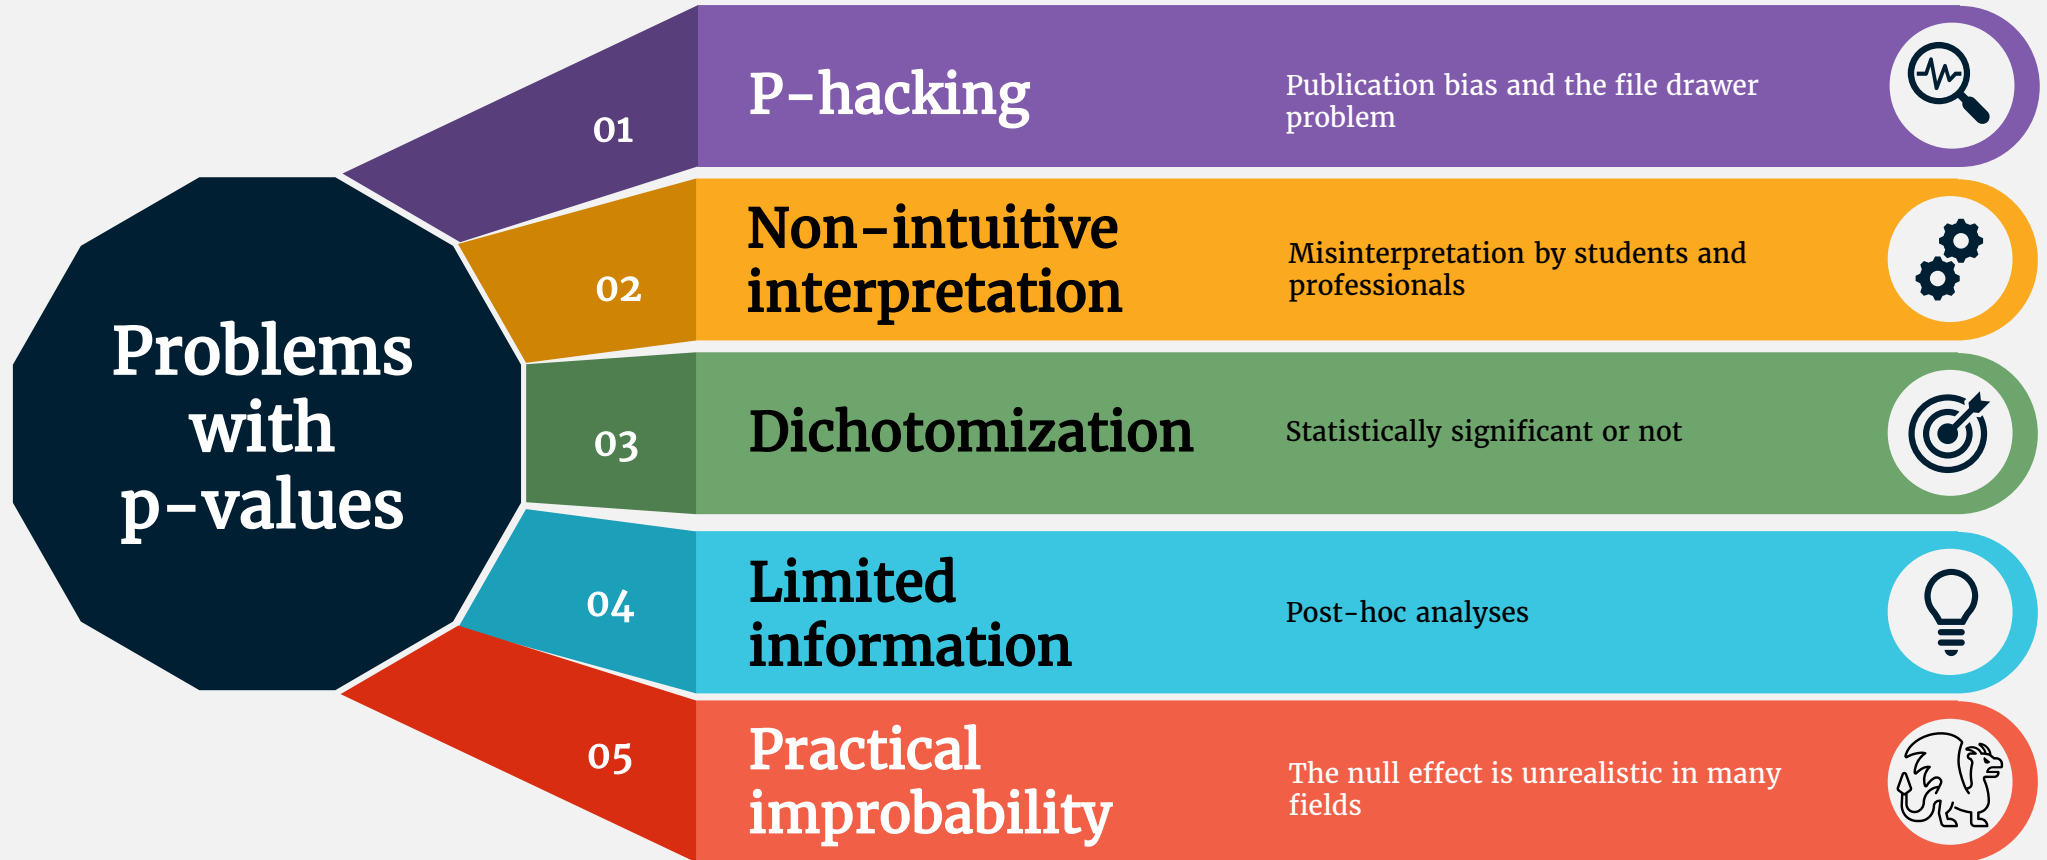 Problems
with
p-values
01
P-hacking
Publication bias and the file drawer
problem
02
Non-intuitive
interpretation
Misinterpretation by students and
professionals
03
Dichotomization
Statistically significant or not
04
Limited
information
Post-hoc analyses
05
Practical
improbability
The null effect is unrealistic in many
fields